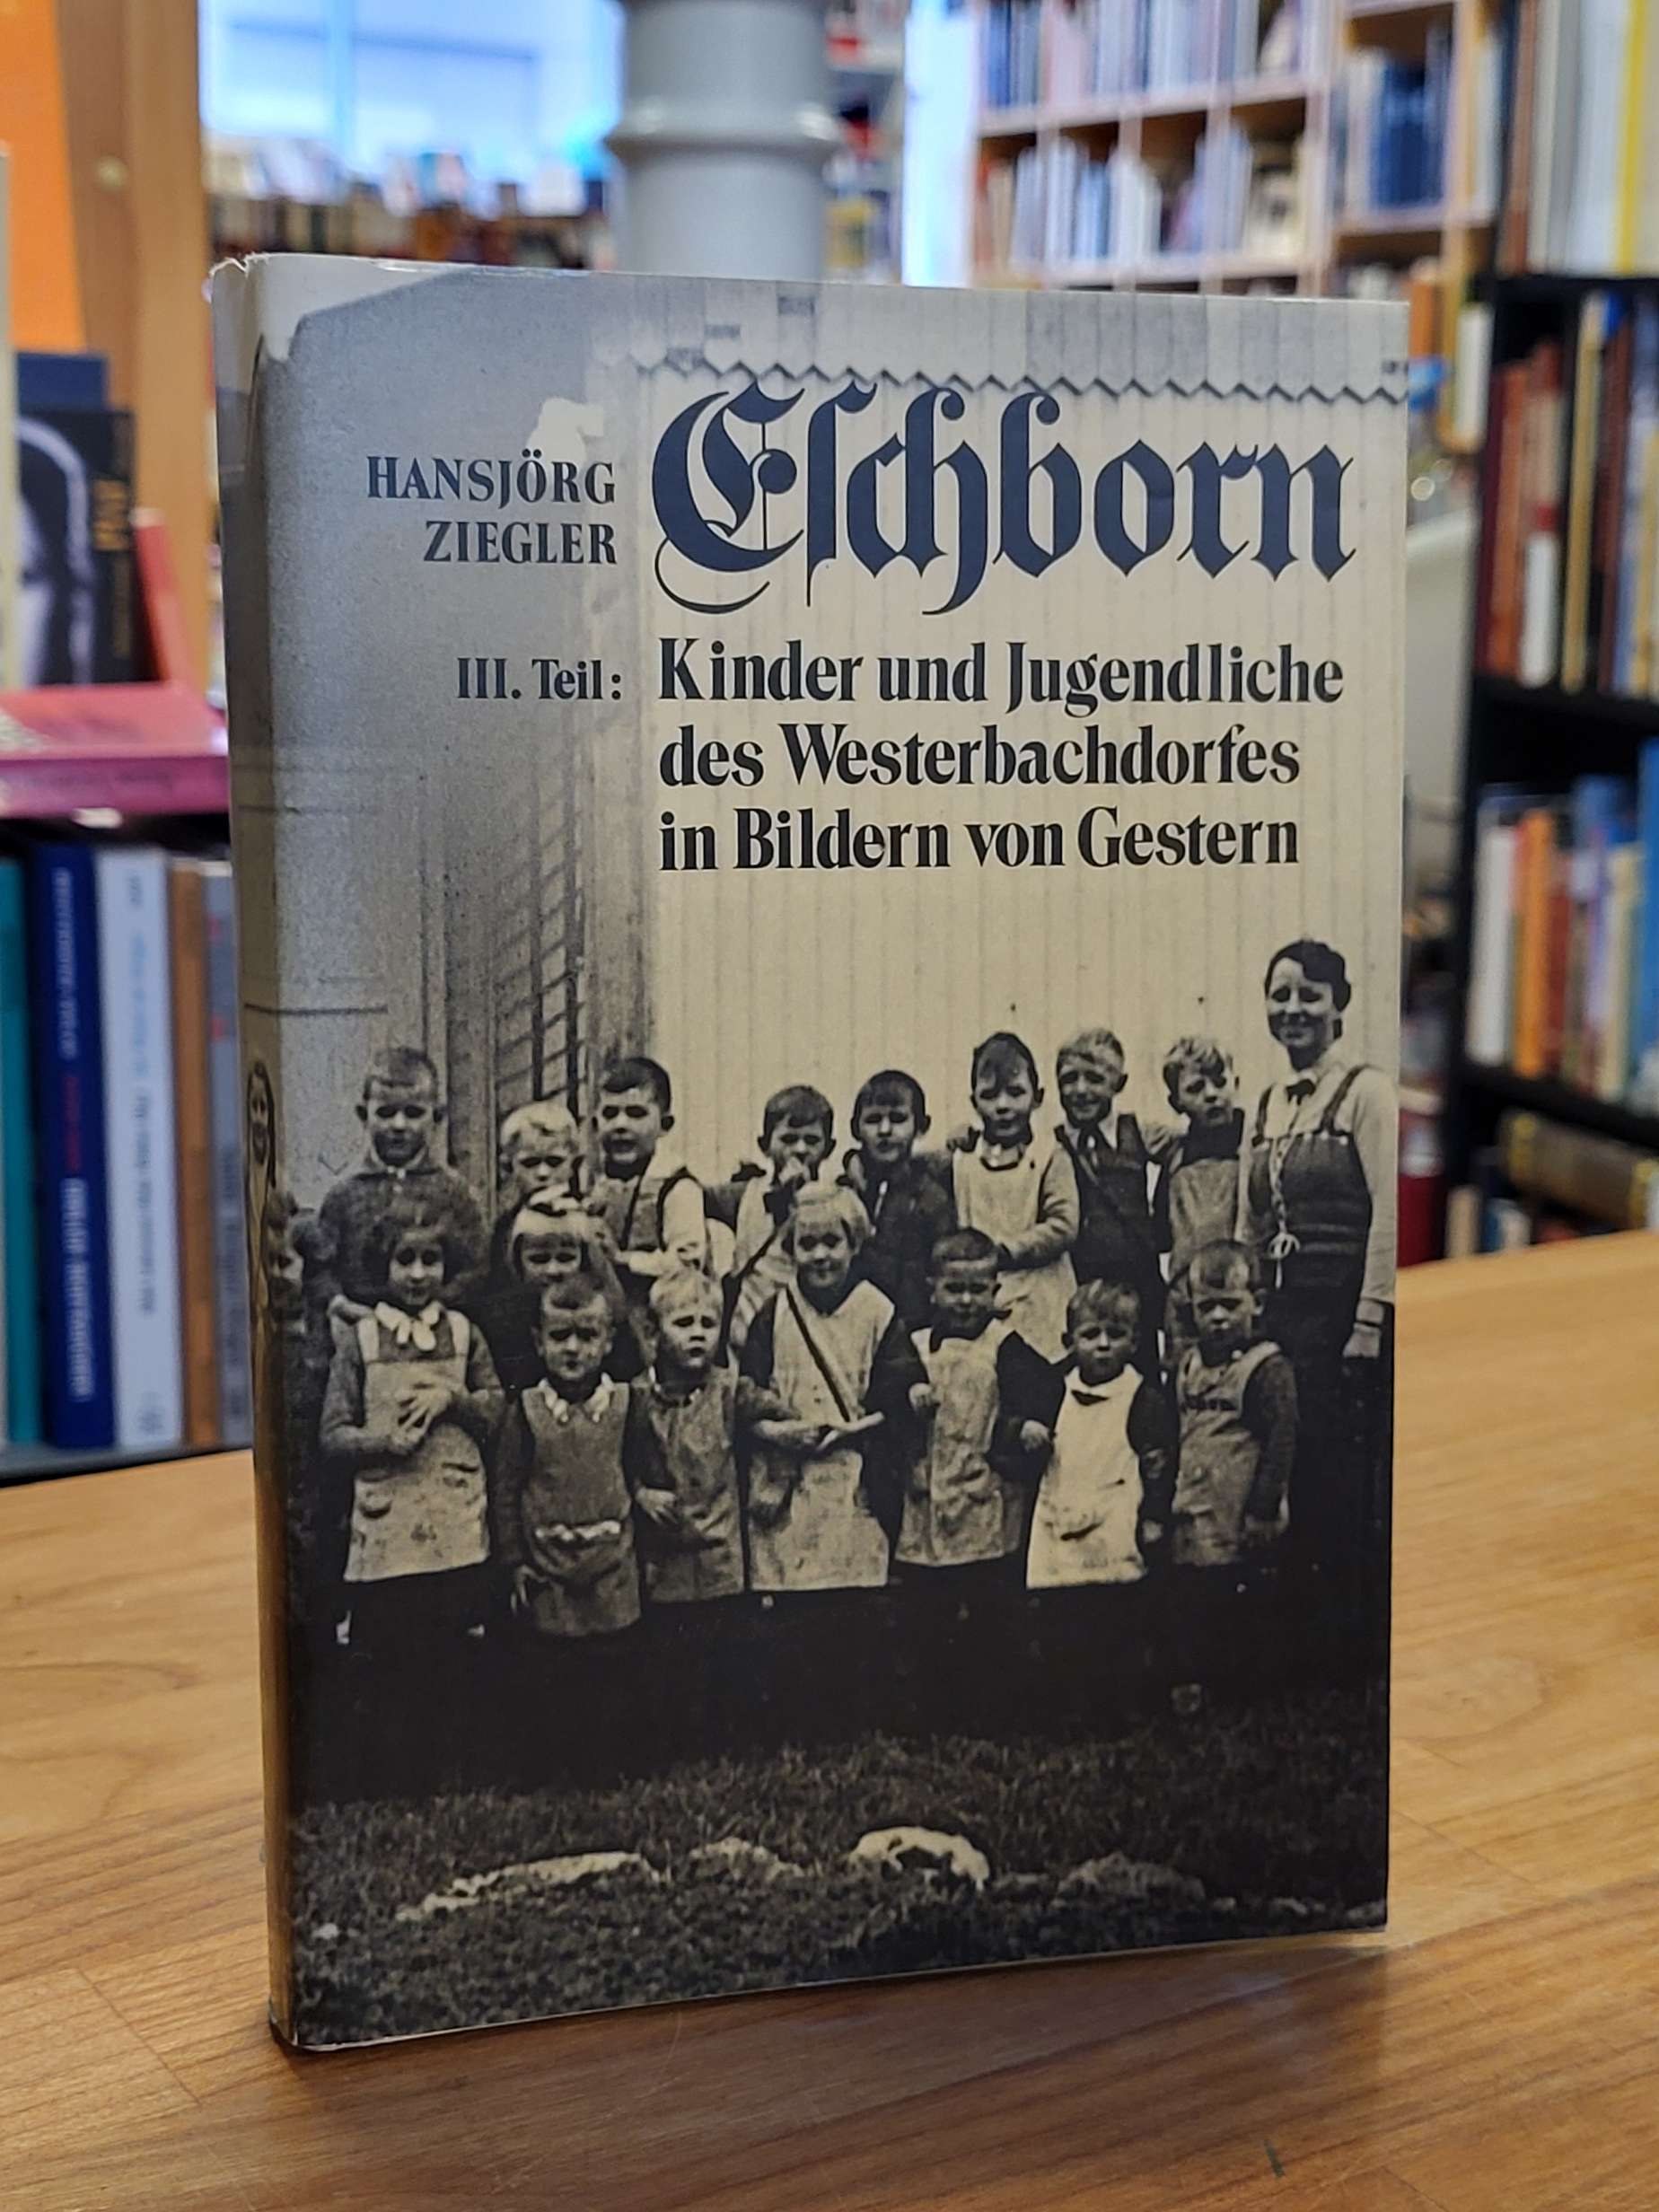 HANSJÖRG
ZIEGLER
Eſchborn
III. Teil: Kinder und Jugendliche
des Westerbachdorfes
in Bildern von Gestern